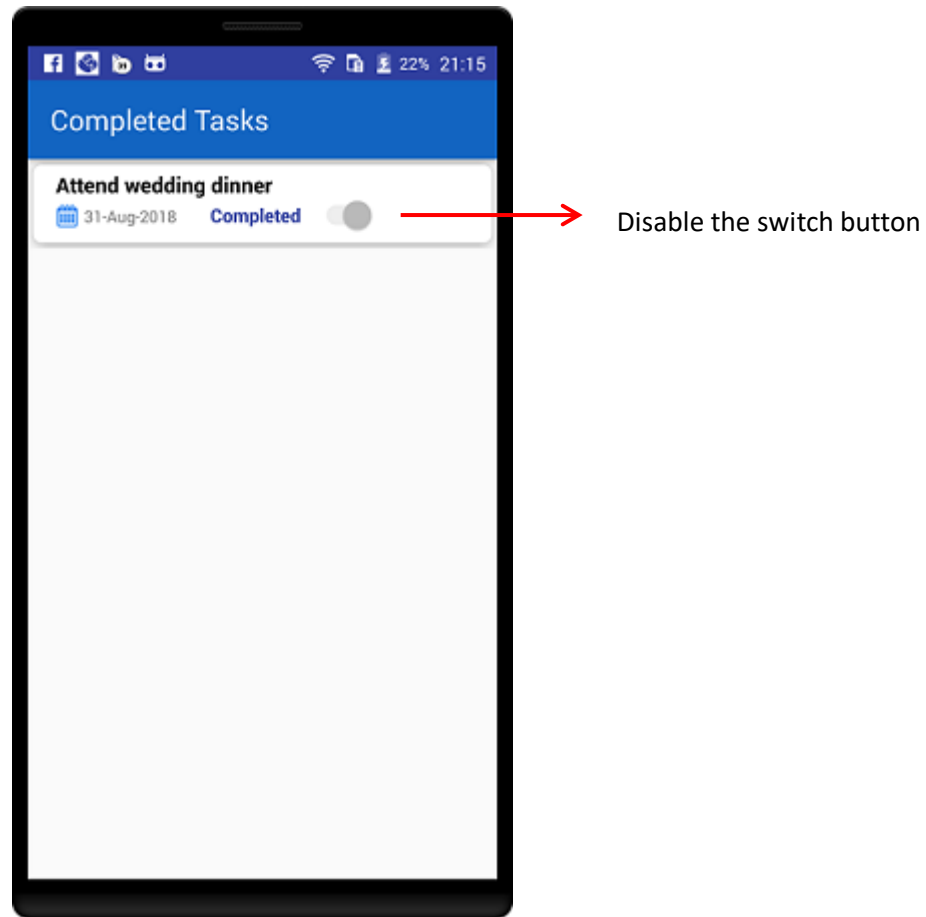 22% 21:15
Completed Tasks
Attend wedding dinner
31-Aug-2018 Completed
Disable the switch button